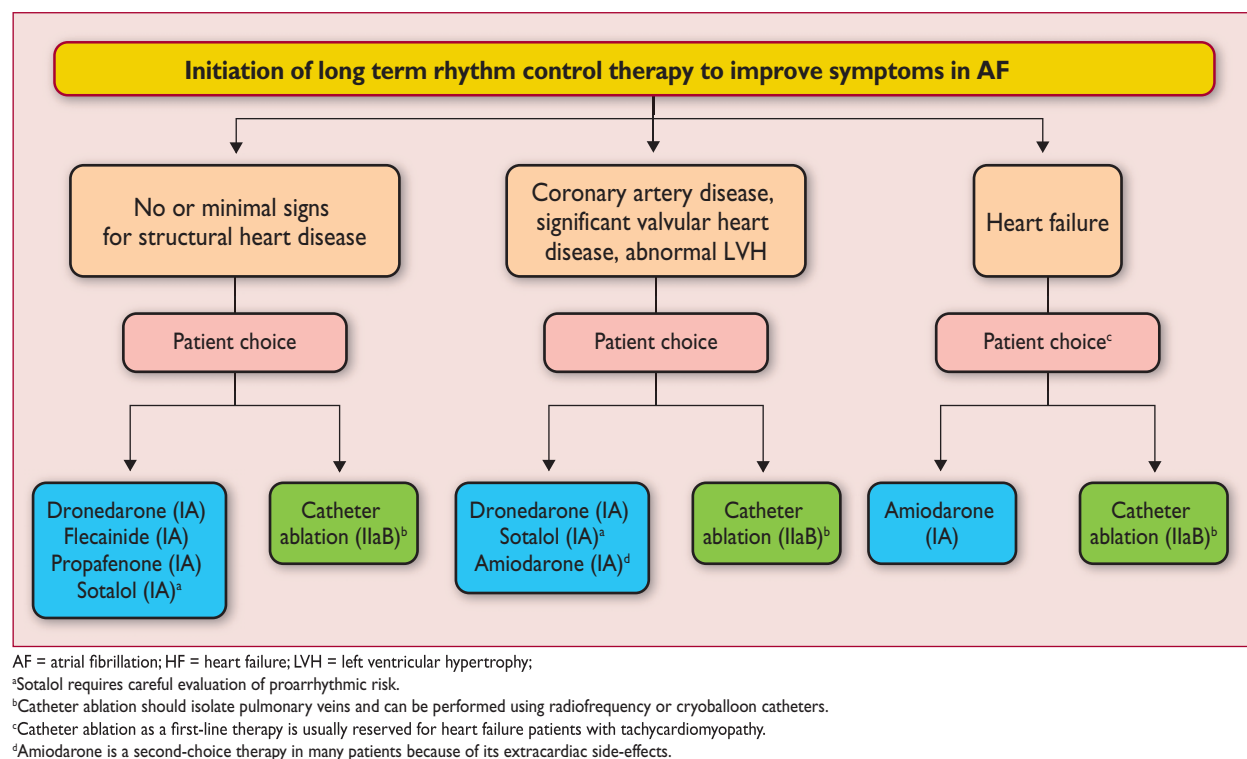 Initiation of long term rhythm control therapy to improve symptoms in AF
No or minimal signs
for structural heart disease
Coronary artery disease,
significant valvular heart
disease, abnormal LVH
Heart failure
Patient choice
Patient choice
Patient choiceᶜ
Dronedarone (IA)
Flecainide (IA)
Propafenone (IA)
Sotalol (IA)ᵃ
Catheter
ablation (IIaB)ᵇ
Dronedarone (IA)
Sotalol (IA)ᵃ
Amiodarone (IA)ᵈ
Catheter
ablation (IIaB)ᵇ
Amiodarone
(IA)
Catheter
ablation (IIaB)ᵇ
AF = atrial fibrillation; HF = heart failure; LVH = left ventricular hypertrophy;
ᵃSotalol requires careful evaluation of proarrhythmic risk.
ᵇCatheter ablation should isolate pulmonary veins and can be performed using radiofrequency or cryoballoon catheters.
ᶜCatheter ablation as a first-line therapy is usually reserved for heart failure patients with tachycardiomyopathy.
ᵈAmiodarone is a second-choice therapy in many patients because of its extracardiac side-effects.